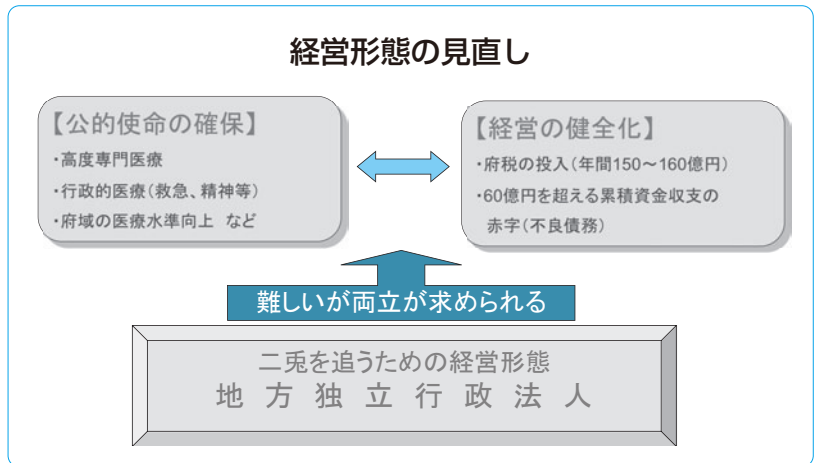 経営形態の見直し
【公的使命の確保】
・高度専門医療
・行政的医療(救急、精神等)
・府域の医療水準向上 など
【経営の健全化】
・府税の投入(年間150～160億円)
・60億円を超える累積資金収支の
赤字(不良債務)
難しいが両立が求められる
二兎を追うための経営形態
地方独立行政法人